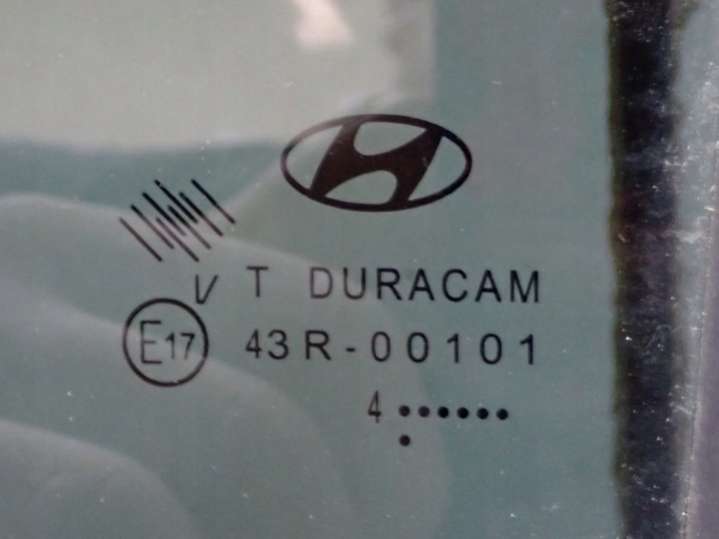 V T DURACAM
E17 43R-00101
4 ••••••
•